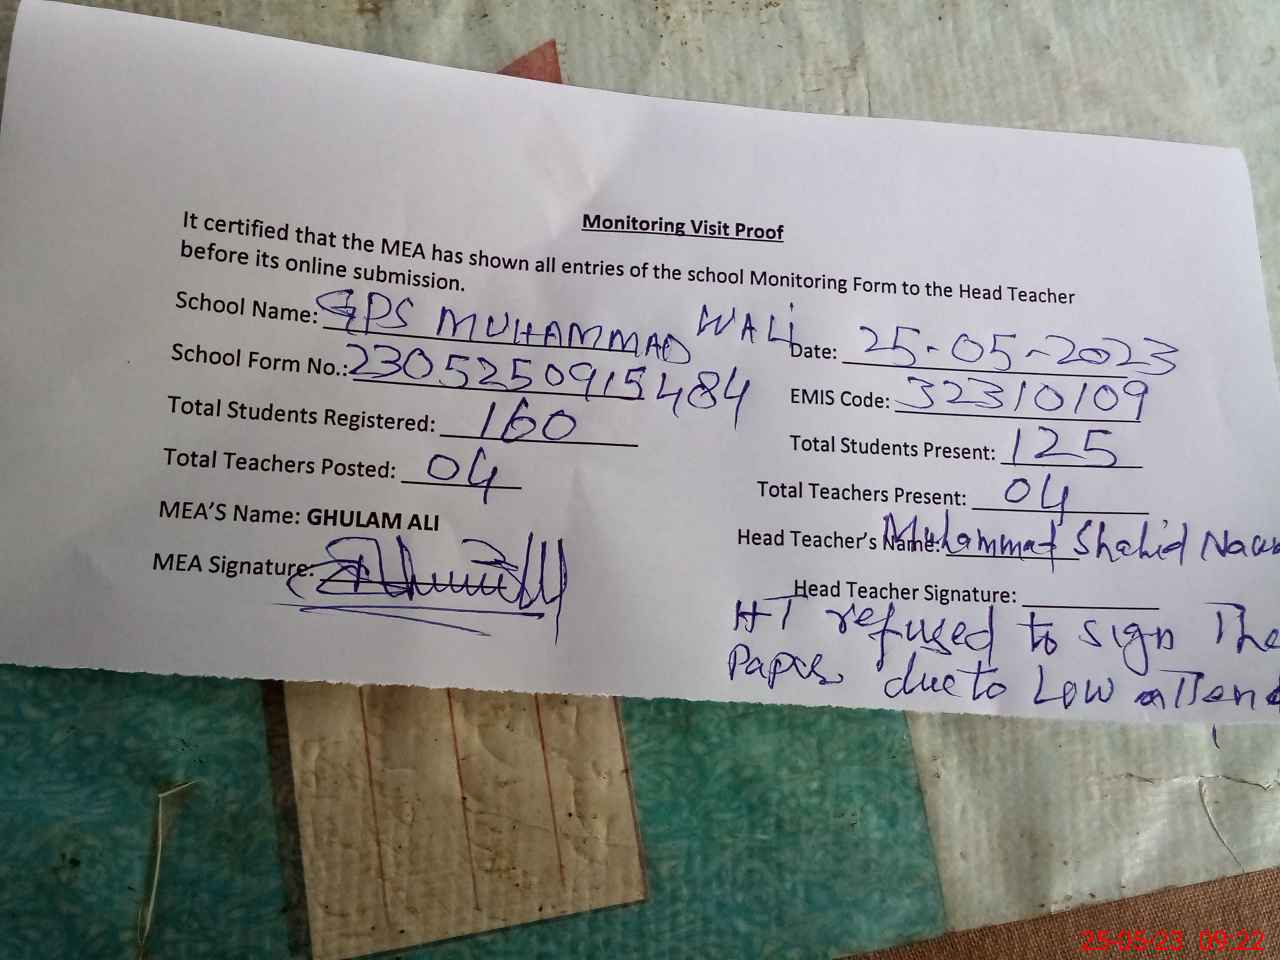 Monitoring Visit Proof
It certified that the MEA has shown all entries of the school Monitoring Form to the Head Teacher
before its online submission.
School Name: GPS MUHAMMAD WALI Date: 25-05-2023
School Form No.: 2305250915484 EMIS Code: 32310109
Total Students Registered: 160 Total Students Present: 125
Total Teachers Posted: 04 Total Teachers Present: 04
MEA'S Name: GHULAM ALI Head Teacher's Name: Muhammad Shahid
MEA Signature: Head Teacher Signature:
HT refused to sign The
due to Low
25-05-23 09:22